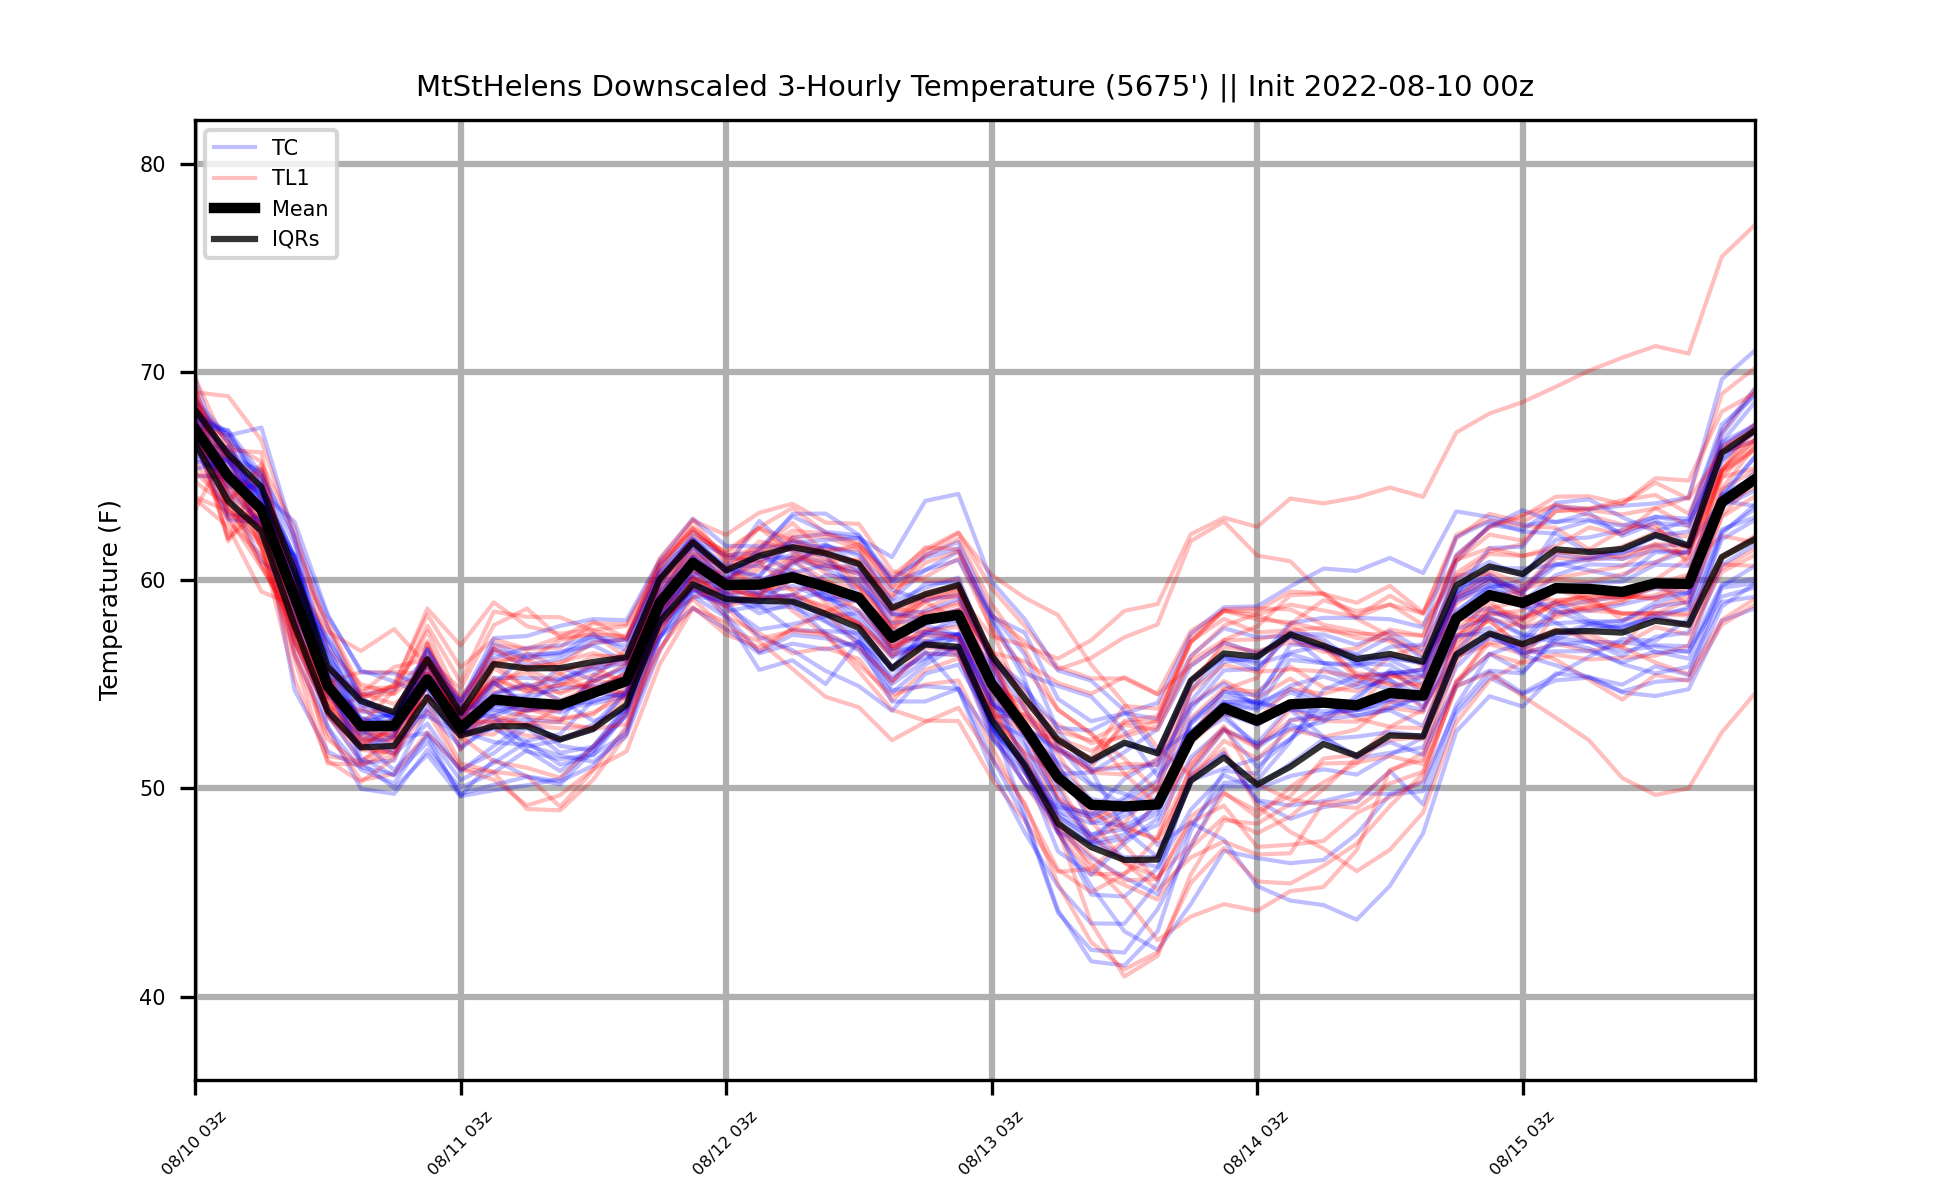 MtStHelens Downscaled 3-Hourly Temperature (5675') || Init 2022-08-10 00z
TC
TL1
Mean
IQRs
Temperature (F)
80
70
60
50
40
08/10 03z
08/11 03z
08/12 03z
08/13 03z
08/14 03z
08/15 03z